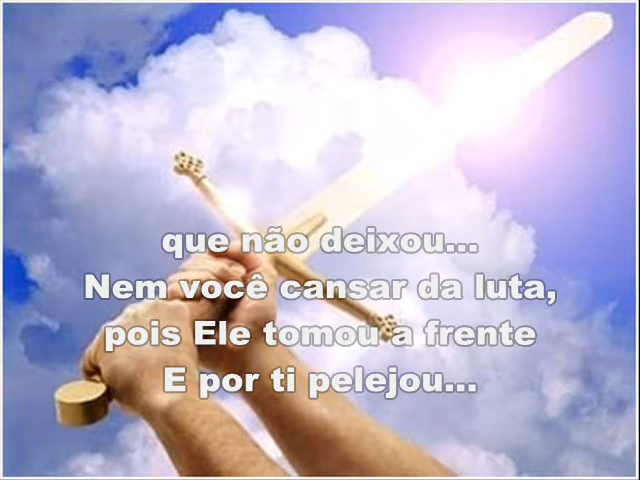 que não deixou...
Nem você cansar da luta,
pois Ele tomou a frente
E por ti pelejou...